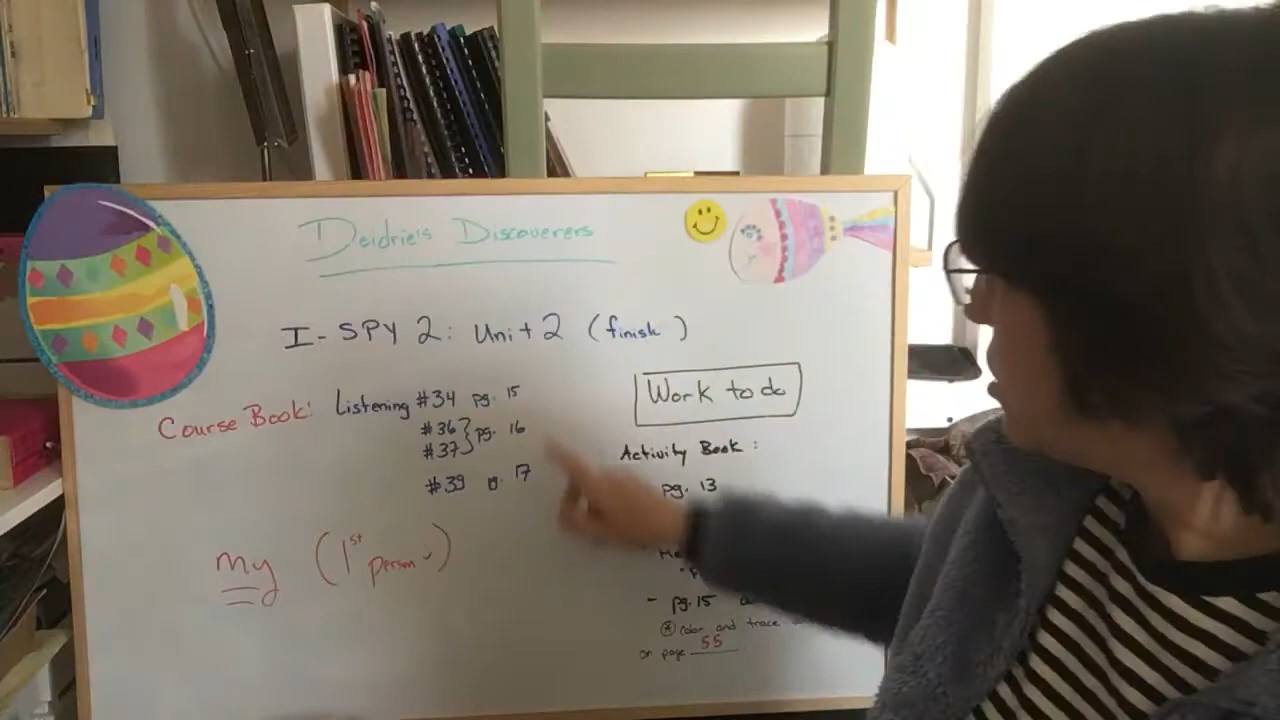 Deidrie's Discoverers
I-SPY 2: Unit 2 (finish)
Course Book: Listening #34 pg. 15
#36 } pg. 16
#37
#39 p. 17
my (1st person)
Work to do
Activity Book:
pg. 13
- pg. 15
color and trace
on page 55